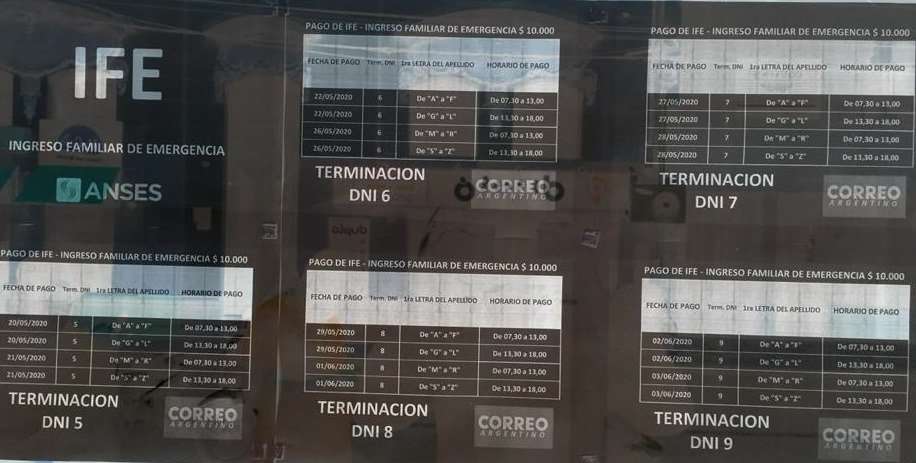 IFE
INGRESO FAMILIAR DE EMERGENCIA
ANSES
PAGO DE IFE - INGRESO FAMILIAR DE EMERGENCIA $ 10.000
FECHA DE PAGO Term. DNI 1ra LETRA DEL APELLIDO HORARIO DE PAGO
22/05/2020 6 De "A" a "F" De 07,30 a 13,00
22/05/2020 6 De "G" a "L" De 13,30 a 18,00
26/05/2020 6 De "M" a "R" De 07,30 a 13,00
26/05/2020 6 De "S" a "Z" De 13,30 a 18,00
TERMINACION
DNI 6
CORREO
ARGENTINO
PAGO DE IFE - INGRESO FAMILIAR DE EMERGENCIA $ 10.000
FECHA DE PAGO Term. DNI 1ra LETRA DEL APELLIDO HORARIO DE PAGO
27/05/2020 7 De "A" a "F" De 07,30 a 13,00
27/05/2020 7 De "G" a "L" De 13,30 a 18,00
28/05/2020 7 De "M" a "R" De 07,30 a 13,00
28/05/2020 7 De "S" a "Z" De 13,30 a 18,00
TERMINACION
DNI 7
CORREO
ARGENTINO
PAGO DE IFE - INGRESO FAMILIAR DE EMERGENCIA $ 10.000
FECHA DE PAGO Term. DNI 1ra LETRA DEL APELLIDO HORARIO DE PAGO
20/05/2020 5 De "A" a "F" De 07,30 a 13,00
20/05/2020 5 De "G" a "L" De 13,30 a 18,00
21/05/2020 5 De "M" a "R" De 07,30 a 13,00
21/05/2020 5 De "S" a "Z" De 13,30 a 18,00
TERMINACION
DNI 5
CORREO
ARGENTINO
PAGO DE IFE - INGRESO FAMILIAR DE EMERGENCIA $ 10.000
FECHA DE PAGO Term. DNI 1ra LETRA DEL APELLIDO HORARIO DE PAGO
29/05/2020 8 De "A" a "F" De 07,30 a 13,00
29/05/2020 8 De "G" a "L" De 13,30 a 18,00
01/06/2020 8 De "M" a "R" De 07,30 a 13,00
01/06/2020 8 De "S" a "Z" De 13,30 a 18,00
TERMINACION
DNI 8
CORREO
ARGENTINO
PAGO DE IFE - INGRESO FAMILIAR DE EMERGENCIA $ 10.000
FECHA DE PAGO Term. DNI 1ra LETRA DEL APELLIDO HORARIO DE PAGO
02/06/2020 9 De "A" a "F" De 07,30 a 13,00
02/06/2020 9 De "G" a "L" De 13,30 a 18,00
03/06/2020 9 De "M" a "R" De 07,30 a 13,00
03/06/2020 9 De "S" a "Z" De 13,30 a 18,00
TERMINACION
DNI 9
CORREO
ARGENTINO